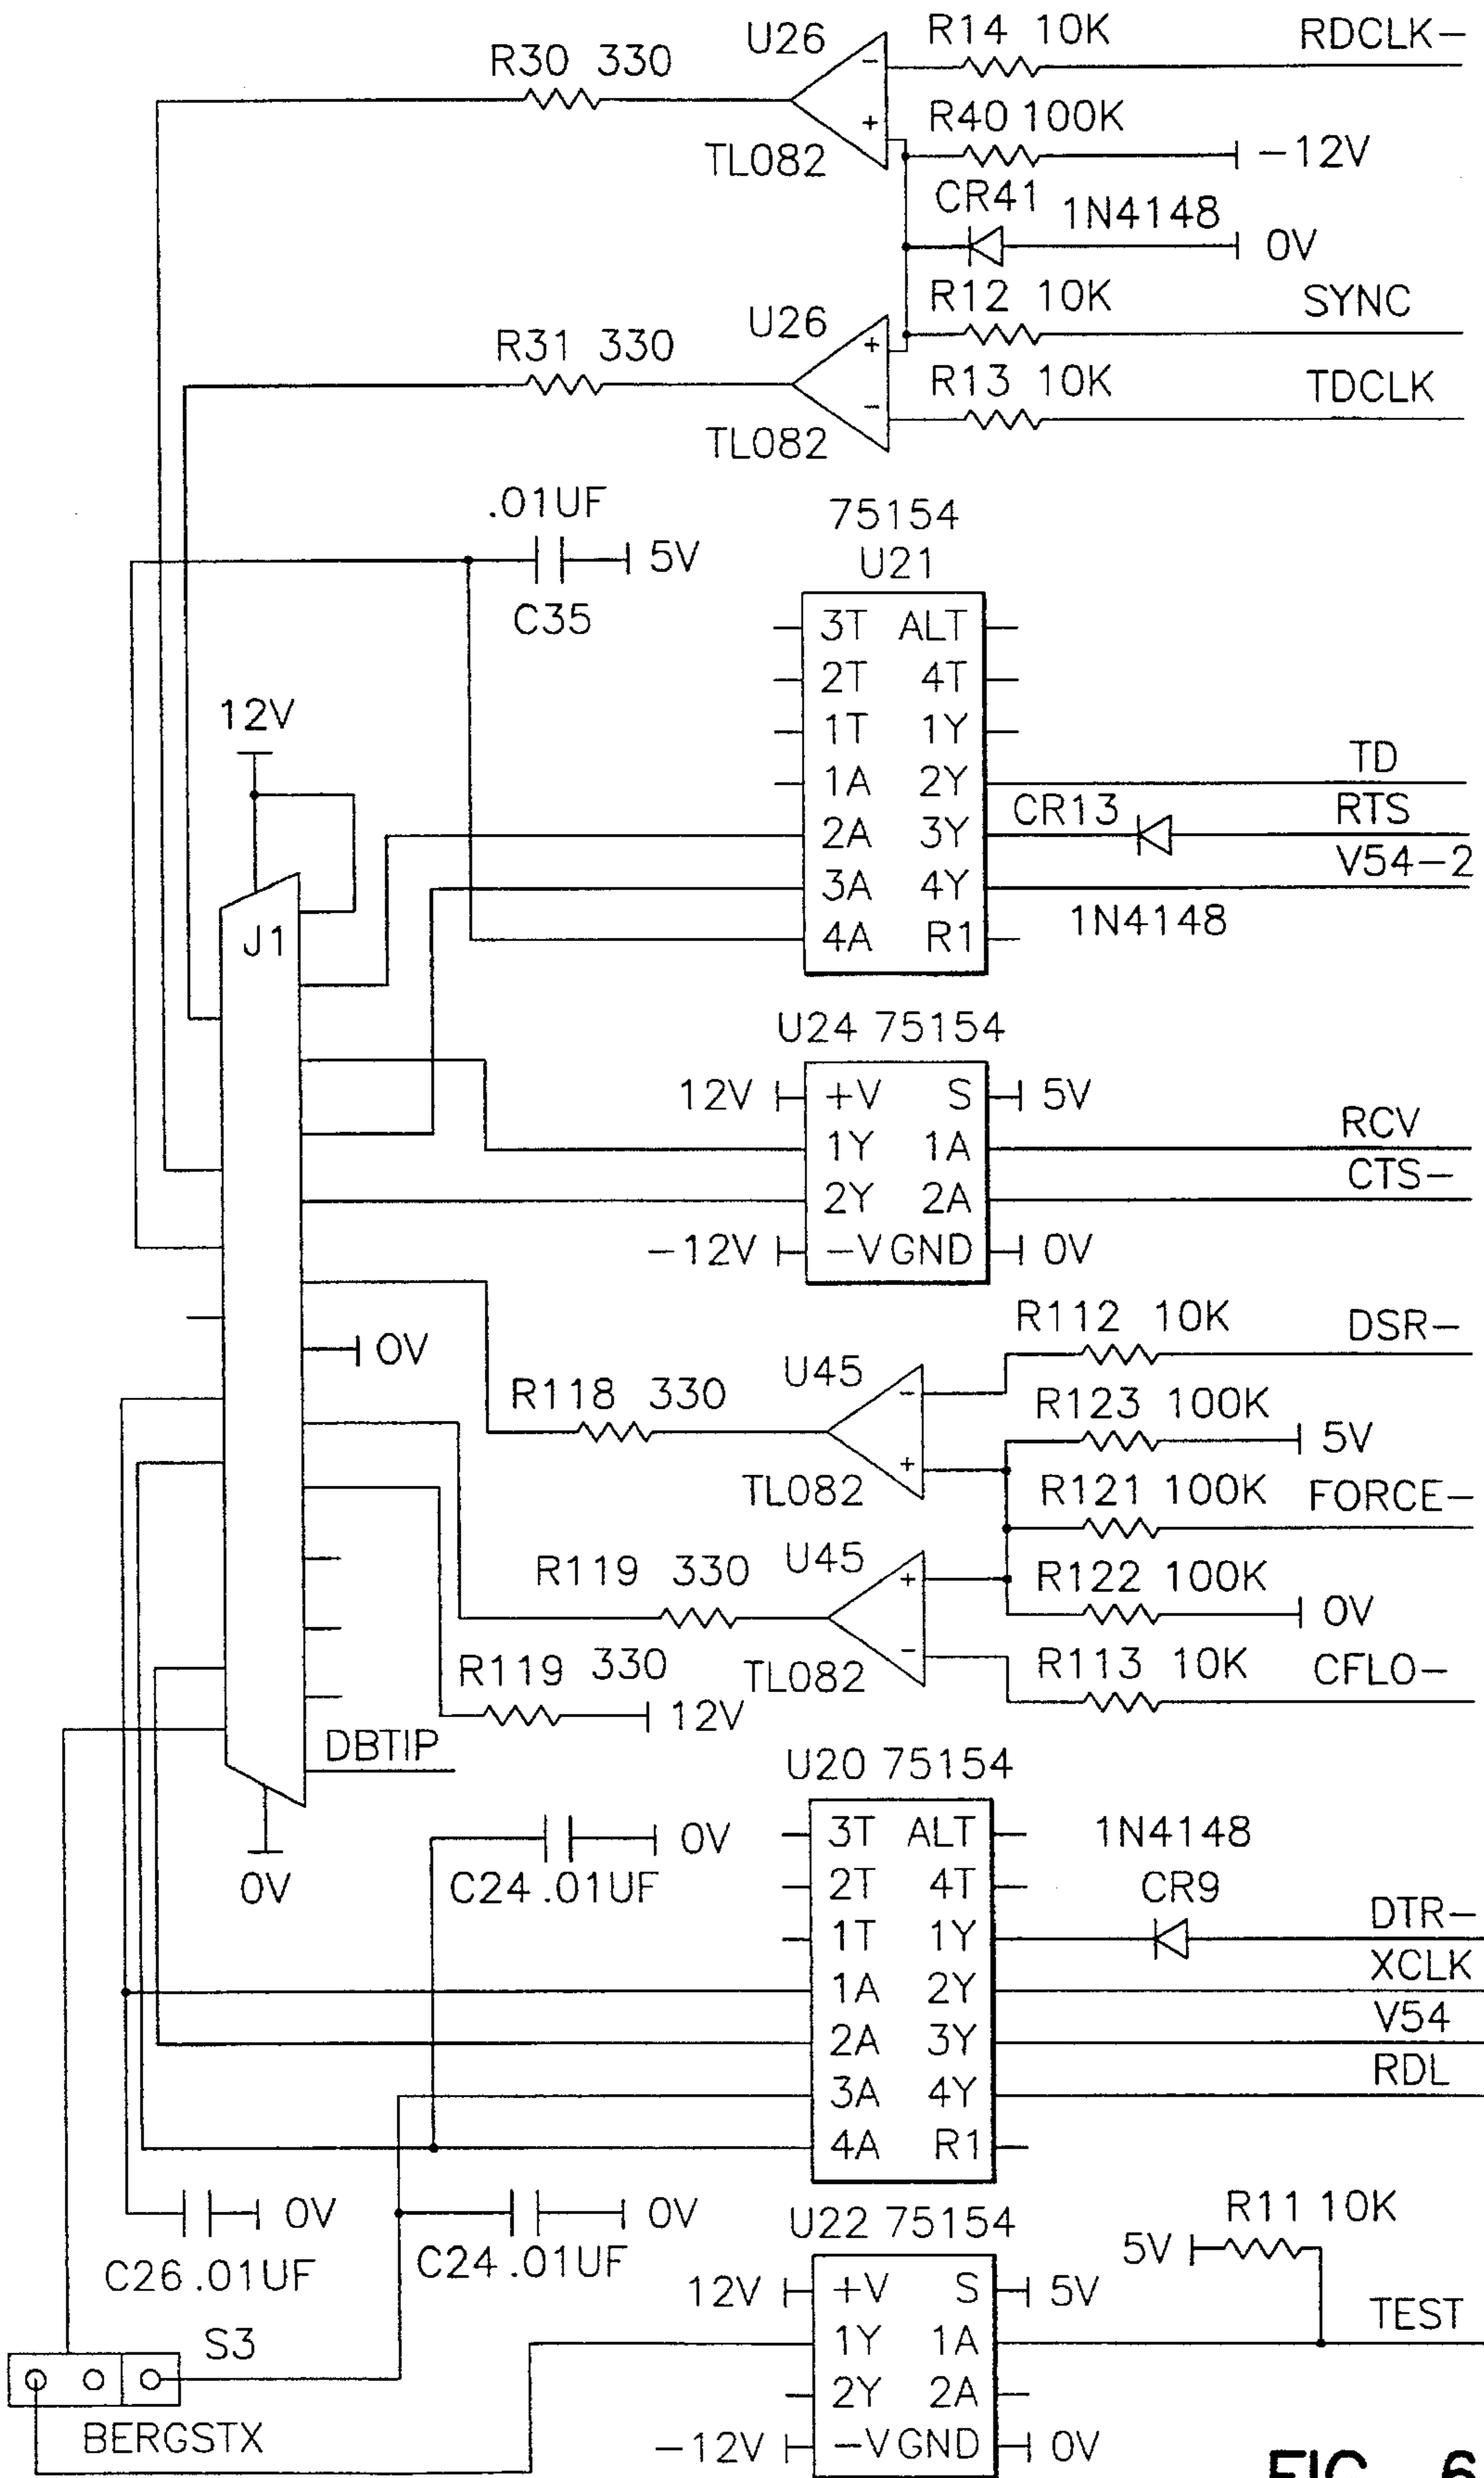 U26
R14 10K
RDCLK-
R30 330
-
+
R40 100K
-12V
TL082
CR41 1N4148
0V
R12 10K
SYNC
U26
R31 330
+
-
R13 10K
TDCLK
TL082
.01UF
5V
C35
75154
U21
3T ALT
2T 4T
1T 1Y
1A 2Y
2A 3Y
3A 4Y
4A R1
TD
CR13
RTS
V54-2
1N4148
12V
J1
U24 75154
12V +V S 5V
1Y 1A
2Y 2A
-12V -V GND 0V
RCV
CTS-
0V
R112 10K
DSR-
U45
R118 330
-
+
R123 100K
5V
TL082
R121 100K
FORCE-
U45
R119 330
+
-
R122 100K
0V
TL082
R113 10K
CFLO-
R119 330
12V
DBTIP
0V
U20 75154
3T ALT
2T 4T
1T 1Y
1A 2Y
2A 3Y
3A 4Y
4A R1
1N4148
CR9
DTR-
XCLK
V54
RDL
0V
C24 .01UF
0V
C26 .01UF
0V
C24 .01UF
U22 75154
R11 10K
5V
12V +V S 5V
1Y 1A
2Y 2A
-12V -V GND 0V
TEST
S3
BERGSTX
FIG. 6